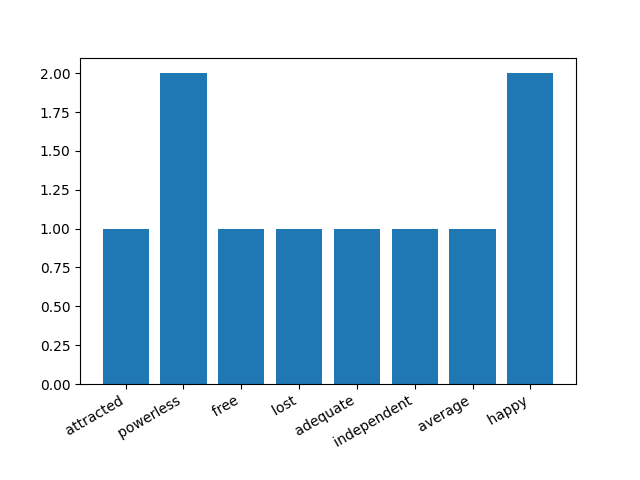 2.00
1.75
1.50
1.25
1.00
0.75
0.50
0.25
0.00
attracted
powerless
free
lost
adequate
independent
average
happy